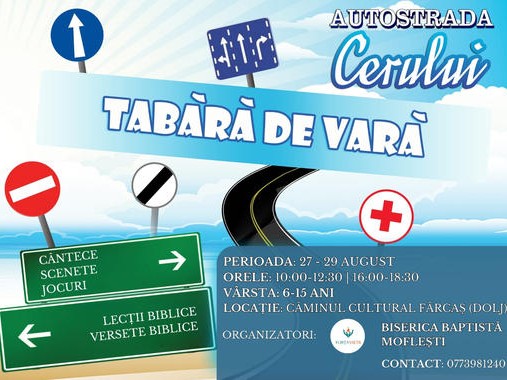 AUTOSTRADA
Cerului
TABÀRÀ DE VARÀ
CÂNTECE
SCENETE
JOCURI
LECȚII BIBLICE
VERSETE BIBLICE
PERIOADA: 27 - 29 AUGUST
ORELE: 10:00-12:30 | 16:00-18:30
VÂRSTA: 6-15 ANI
LOCAȚIE: CĂMINUL CULTURAL FĂRCAȘ (DOLJ)
ORGANIZATORI:
BISERICA BAPTISTĂ
MOFLEȘTI
CONTACT: 0773981240